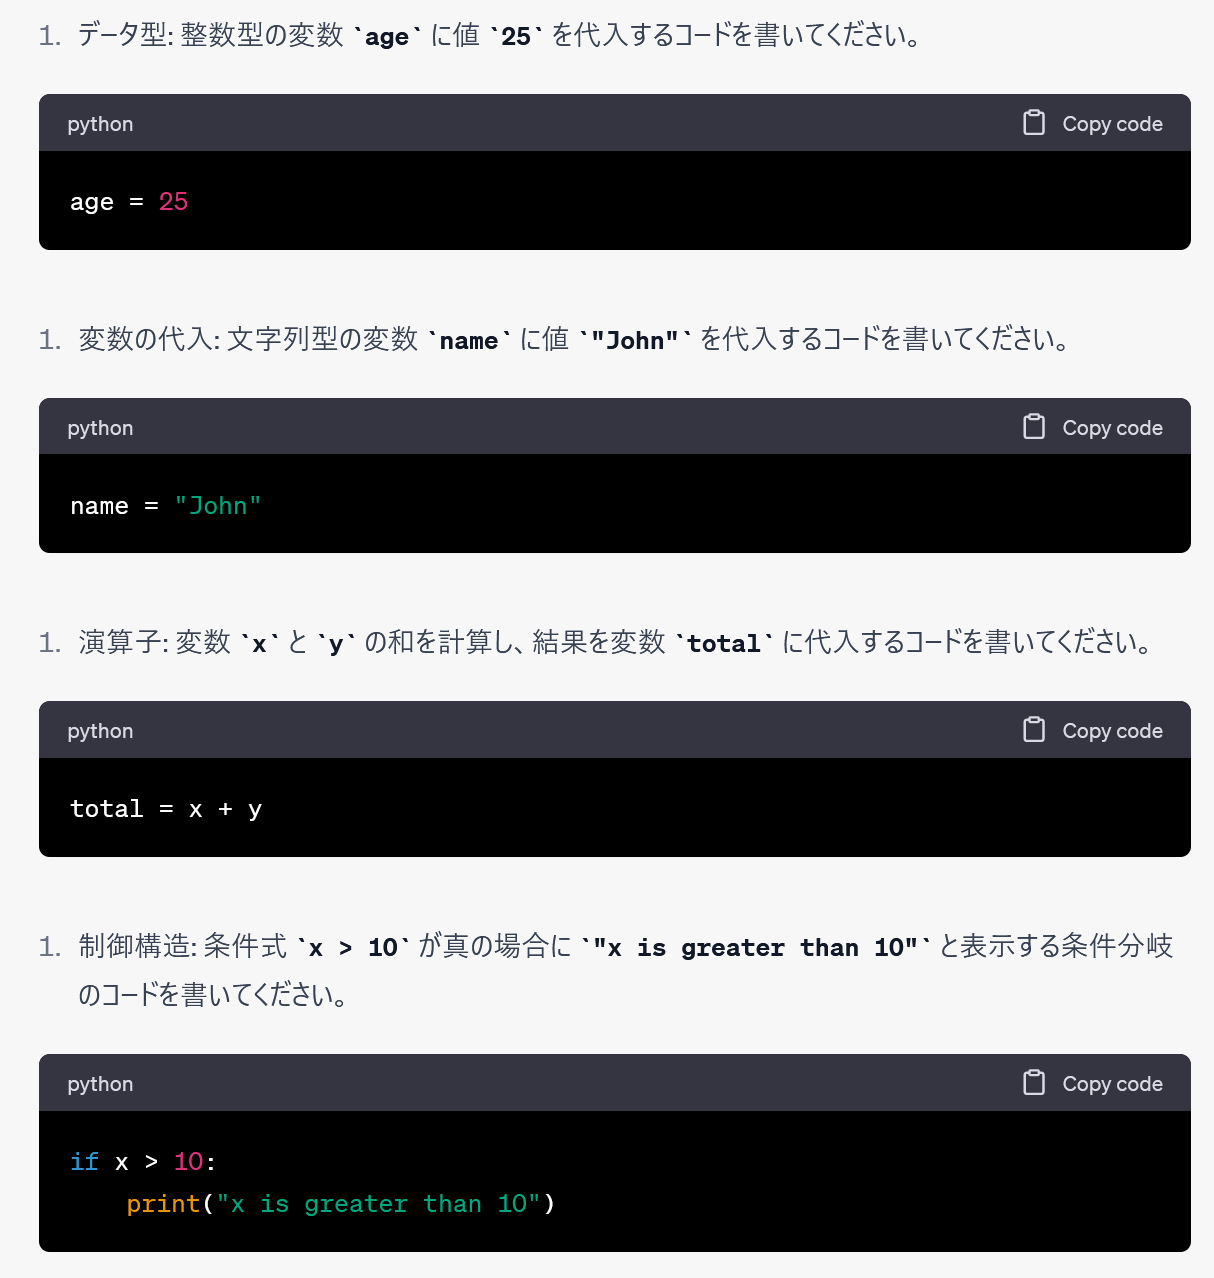 1. データ型: 整数型の変数 `age` に値 `25` を代入するコードを書いてください。
python Copy code
age = 25
1. 変数の代入: 文字列型の変数 `name` に値 `"John"` を代入するコードを書いてください。
python Copy code
name = "John"
1. 演算子: 変数 `x` と `y` の和を計算し、結果を変数 `total` に代入するコードを書いてください。
python Copy code
total = x + y
1. 制御構造: 条件式 `x > 10` が真の場合に `"x is greater than 10"` と表示する条件分岐
のコードを書いてください。
python Copy code
if x > 10:
    print("x is greater than 10")